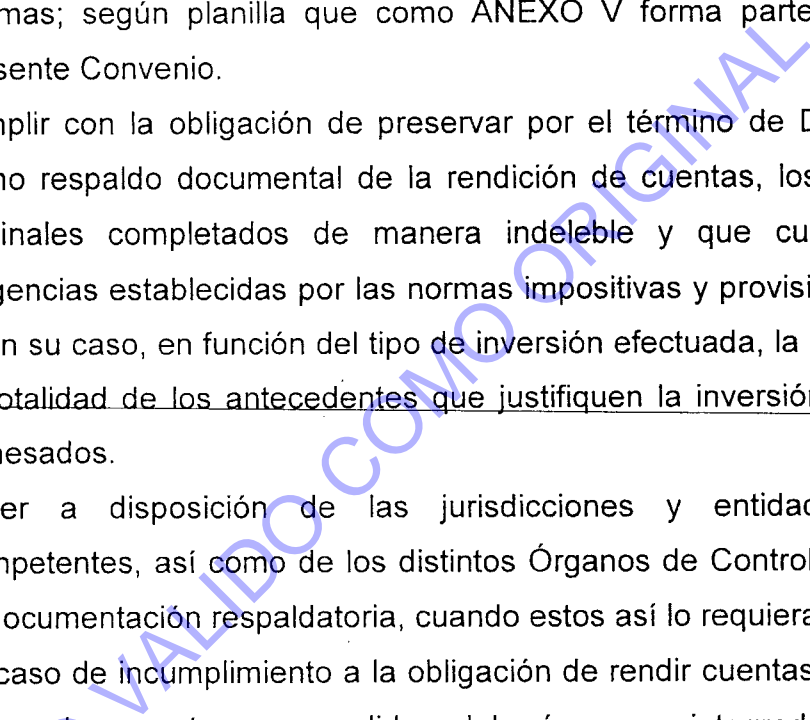 mas; según planilla que como ANEXO V forma parte
sente Convenio.
nplir con la obligación de preservar por el término de D
no respaldo documental de la rendición de cuentas, los
inales completados de manera indeleble y que cu
gencias establecidas por las normas impositivas y provisi
n su caso, en función del tipo de inversión efectuada, la
otalidad de los antecedentes que justifiquen la inversión
nesados.
er a disposición de las jurisdicciones y entidad
npetentes, así como de los distintos Órganos de Control
ocumentación respaldatoria, cuando estos así lo requiera
caso de incumplimiento a la obligación de rendir cuentas
VALIDO COMO ORIGINAL